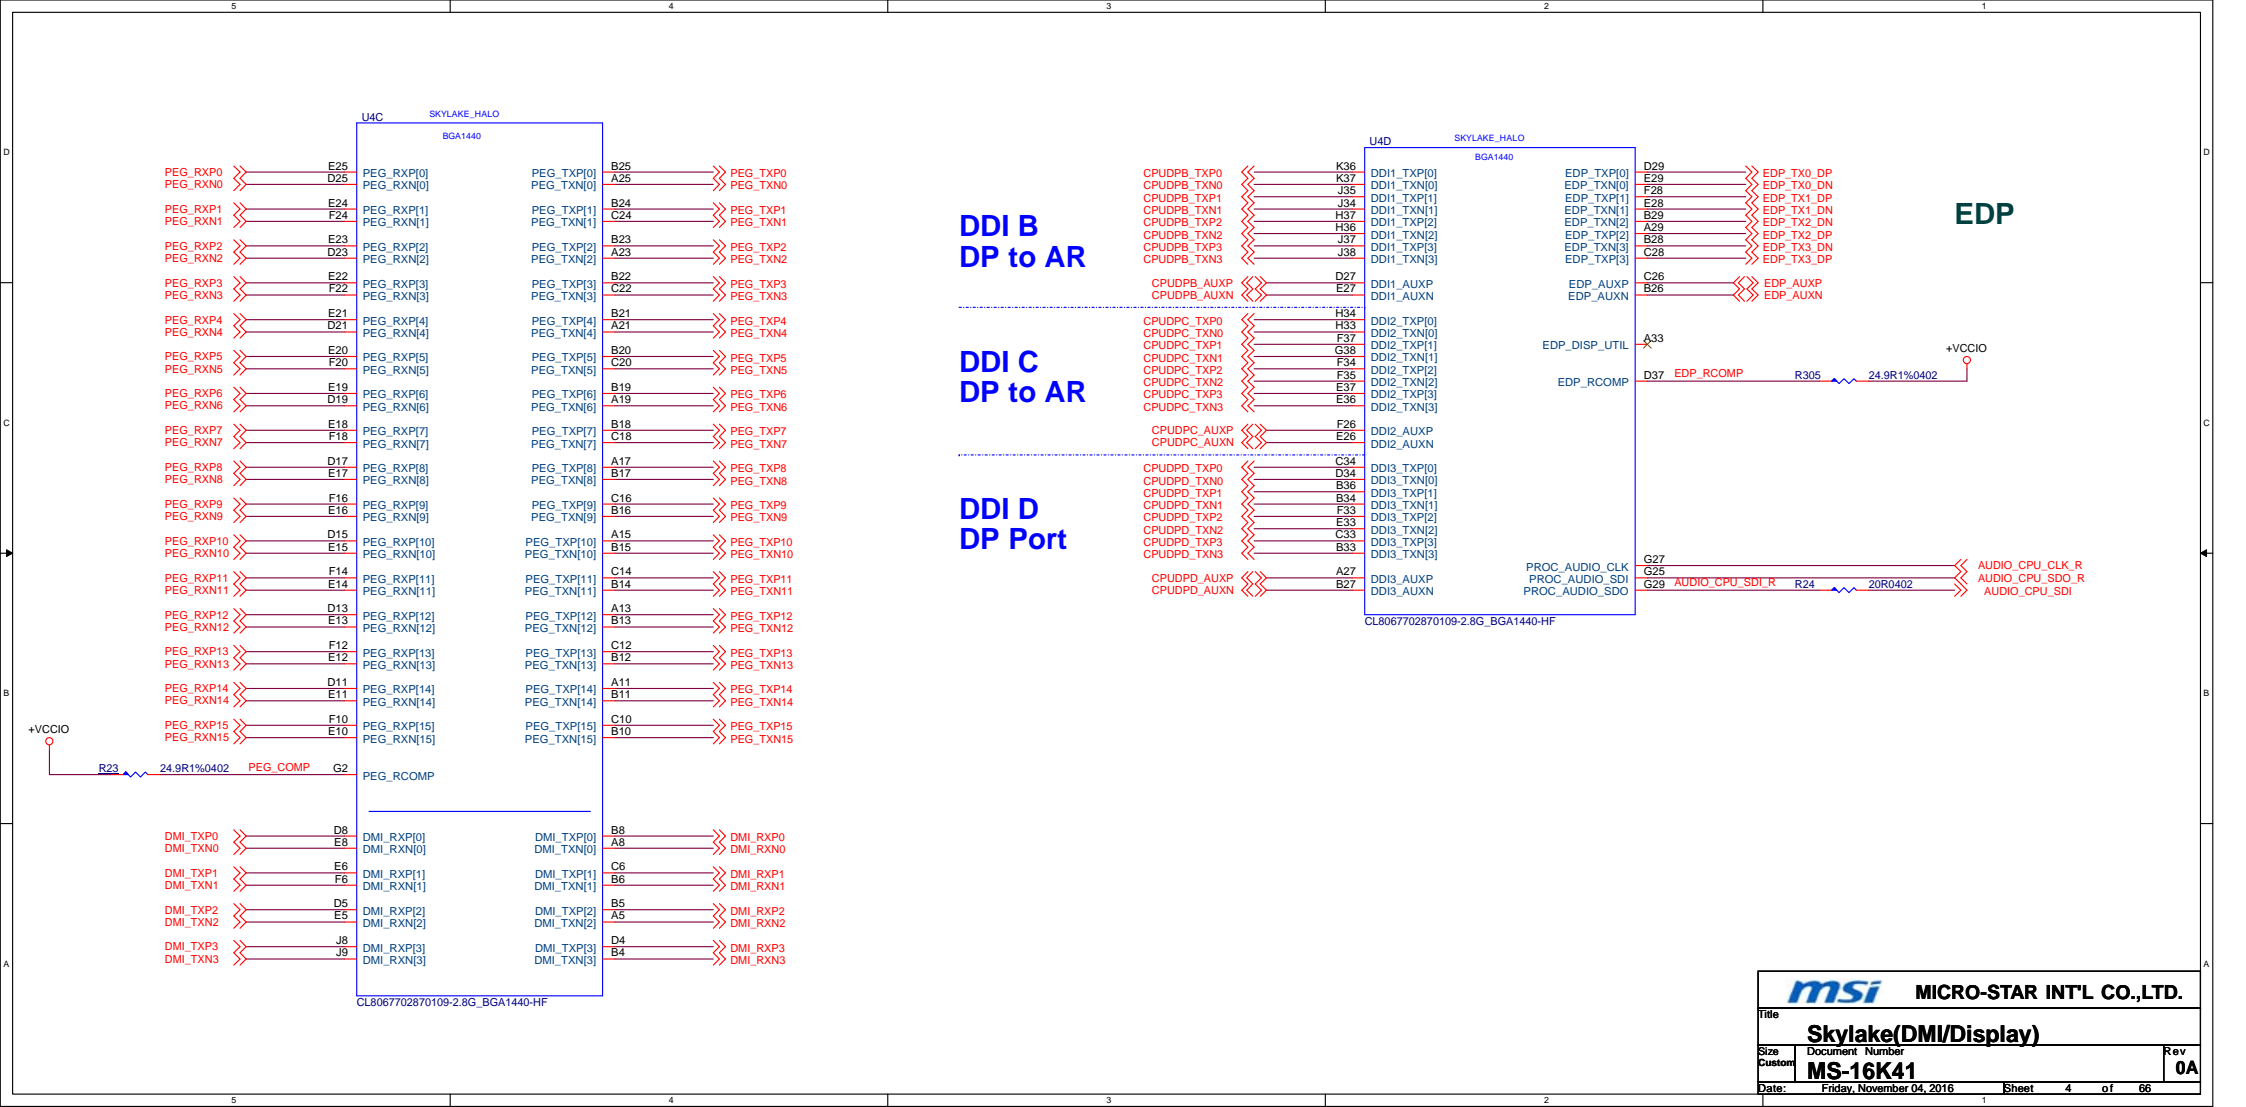 5 4 3 2 1
D
C
B
A
U4C SKYLAKE_HALO
BGA1440
PEG_RXP0 E25 PEG_RXP[0] PEG_TXP[0] B25 PEG_TXP0
PEG_RXN0 D25 PEG_RXN[0] PEG_TXN[0] A25 PEG_TXN0
PEG_RXP1 E24 PEG_RXP[1] PEG_TXP[1] B24 PEG_TXP1
PEG_RXN1 F24 PEG_RXN[1] PEG_TXN[1] C24 PEG_TXN1
PEG_RXP2 E23 PEG_RXP[2] PEG_TXP[2] B23 PEG_TXP2
PEG_RXN2 D23 PEG_RXN[2] PEG_TXN[2] A23 PEG_TXN2
PEG_RXP3 E22 PEG_RXP[3] PEG_TXP[3] B22 PEG_TXP3
PEG_RXN3 F22 PEG_RXN[3] PEG_TXN[3] C22 PEG_TXN3
PEG_RXP4 E21 PEG_RXP[4] PEG_TXP[4] B21 PEG_TXP4
PEG_RXN4 D21 PEG_RXN[4] PEG_TXN[4] A21 PEG_TXN4
PEG_RXP5 E20 PEG_RXP[5] PEG_TXP[5] B20 PEG_TXP5
PEG_RXN5 F20 PEG_RXN[5] PEG_TXN[5] C20 PEG_TXN5
PEG_RXP6 E19 PEG_RXP[6] PEG_TXP[6] B19 PEG_TXP6
PEG_RXN6 D19 PEG_RXN[6] PEG_TXN[6] A19 PEG_TXN6
PEG_RXP7 E18 PEG_RXP[7] PEG_TXP[7] B18 PEG_TXP7
PEG_RXN7 F18 PEG_RXN[7] PEG_TXN[7] C18 PEG_TXN7
PEG_RXP8 D17 PEG_RXP[8] PEG_TXP[8] A17 PEG_TXP8
PEG_RXN8 E17 PEG_RXN[8] PEG_TXN[8] B17 PEG_TXN8
PEG_RXP9 F16 PEG_RXP[9] PEG_TXP[9] C16 PEG_TXP9
PEG_RXN9 E16 PEG_RXN[9] PEG_TXN[9] B16 PEG_TXN9
PEG_RXP10 D15 PEG_RXP[10] PEG_TXP[10] A15 PEG_TXP10
PEG_RXN10 E15 PEG_RXN[10] PEG_TXN[10] B15 PEG_TXN10
PEG_RXP11 F14 PEG_RXP[11] PEG_TXP[11] C14 PEG_TXP11
PEG_RXN11 E14 PEG_RXN[11] PEG_TXN[11] B14 PEG_TXN11
PEG_RXP12 D13 PEG_RXP[12] PEG_TXP[12] A13 PEG_TXP12
PEG_RXN12 E13 PEG_RXN[12] PEG_TXN[12] B13 PEG_TXN12
PEG_RXP13 F12 PEG_RXP[13] PEG_TXP[13] C12 PEG_TXP13
PEG_RXN13 E12 PEG_RXN[13] PEG_TXN[13] B12 PEG_TXN13
PEG_RXP14 D11 PEG_RXP[14] PEG_TXP[14] A11 PEG_TXP14
PEG_RXN14 E11 PEG_RXN[14] PEG_TXN[14] B11 PEG_TXN14
PEG_RXP15 F10 PEG_RXP[15] PEG_TXP[15] C10 PEG_TXP15
PEG_RXN15 E10 PEG_RXN[15] PEG_TXN[15] B10 PEG_TXN15
+VCCIO
R23 24.9R1%0402 PEG_COMP G2 PEG_RCOMP
DMI_TXP0 D8 DMI_RXP[0] DMI_TXP[0] B8 DMI_RXP0
DMI_TXN0 E8 DMI_RXN[0] DMI_TXN[0] A8 DMI_RXN0
DMI_TXP1 E6 DMI_RXP[1] DMI_TXP[1] C6 DMI_RXP1
DMI_TXN1 F6 DMI_RXN[1] DMI_TXN[1] B6 DMI_RXN1
DMI_TXP2 D5 DMI_RXP[2] DMI_TXP[2] B5 DMI_RXP2
DMI_TXN2 E5 DMI_RXN[2] DMI_TXN[2] A5 DMI_RXN2
DMI_TXP3 J8 DMI_RXP[3] DMI_TXP[3] D4 DMI_RXP3
DMI_TXN3 J9 DMI_RXN[3] DMI_TXN[3] B4 DMI_RXN3
CL8067702870109-2.8G_BGA1440-HF
U4D SKYLAKE_HALO
BGA1440
DDI B
DP to AR
CPUDPB_TXP0 K36 DDI1_TXP[0] EDP_TXP[0] D29 EDP_TX0_DP
CPUDPB_TXN0 K37 DDI1_TXN[0] EDP_TXN[0] E29 EDP_TX0_DN
CPUDPB_TXP1 J35 DDI1_TXP[1] EDP_TXP[1] F28 EDP_TX1_DP
CPUDPB_TXN1 J34 DDI1_TXN[1] EDP_TXN[1] E28 EDP_TX1_DN
CPUDPB_TXP2 H37 DDI1_TXP[2] EDP_TXN[2] B29 EDP_TX2_DN
CPUDPB_TXN2 H36 DDI1_TXN[2] EDP_TXP[2] A29 EDP_TX2_DP
CPUDPB_TXP3 J37 DDI1_TXP[3] EDP_TXN[3] B28 EDP_TX3_DN
CPUDPB_TXN3 J38 DDI1_TXN[3] EDP_TXP[3] C28 EDP_TX3_DP
EDP
CPUDPB_AUXP D27 DDI1_AUXP EDP_AUXP C26 EDP_AUXP
CPUDPB_AUXN E27 DDI1_AUXN EDP_AUXN B26 EDP_AUXN
DDI C
DP to AR
CPUDPC_TXP0 H34 DDI2_TXP[0]
CPUDPC_TXN0 H33 DDI2_TXN[0]
CPUDPC_TXP1 F37 DDI2_TXP[1] EDP_DISP_UTIL A33
CPUDPC_TXN1 G38 DDI2_TXN[1]
CPUDPC_TXP2 F34 DDI2_TXP[2]
CPUDPC_TXN2 F35 DDI2_TXN[2] EDP_RCOMP D37 EDP_RCOMP R305 24.9R1%0402 +VCCIO
CPUDPC_TXP3 E37 DDI2_TXP[3]
CPUDPC_TXN3 E36 DDI2_TXN[3]
CPUDPC_AUXP F26 DDI2_AUXP
CPUDPC_AUXN E26 DDI2_AUXN
DDI D
DP Port
CPUDPD_TXP0 C34 DDI3_TXP[0]
CPUDPD_TXN0 D34 DDI3_TXN[0]
CPUDPD_TXP1 B36 DDI3_TXP[1]
CPUDPD_TXN1 B34 DDI3_TXN[1]
CPUDPD_TXP2 F33 DDI3_TXP[2]
CPUDPD_TXN2 E33 DDI3_TXN[2]
CPUDPD_TXP3 C33 DDI3_TXP[3]
CPUDPD_TXN3 B33 DDI3_TXN[3]
PROC_AUDIO_CLK G27 AUDIO_CPU_CLK_R
CPUDPD_AUXP A27 DDI3_AUXP PROC_AUDIO_SDI G25 AUDIO_CPU_SDO_R
CPUDPD_AUXN B27 DDI3_AUXN PROC_AUDIO_SDO G29 AUDIO_CPU_SDI_R R24 20R0402 AUDIO_CPU_SDI
CL8067702870109-2.8G_BGA1440-HF
msi MICRO-STAR INT'L CO.,LTD.
Title
Skylake(DMI/Display)
Size Document Number Rev
Custom MS-16K41 0A
Date: Friday, November 04, 2016 Sheet 4 of 66
D
C
B
A
5 4 3 2 1